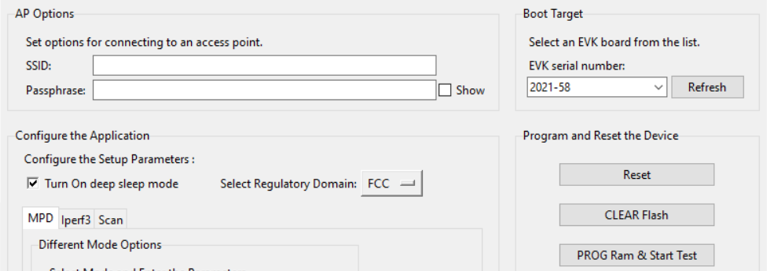 AP Options
Set options for connecting to an access point.
SSID:
Passphrase:
Show
Boot Target
Select an EVK board from the list.
EVK serial number:
2021-58
Refresh
Configure the Application
Configure the Setup Parameters :
Turn On deep sleep mode
Select Regulatory Domain:
FCC
MPD
Iperf3
Scan
Different Mode Options
Program and Reset the Device
Reset
CLEAR Flash
PROG Ram & Start Test